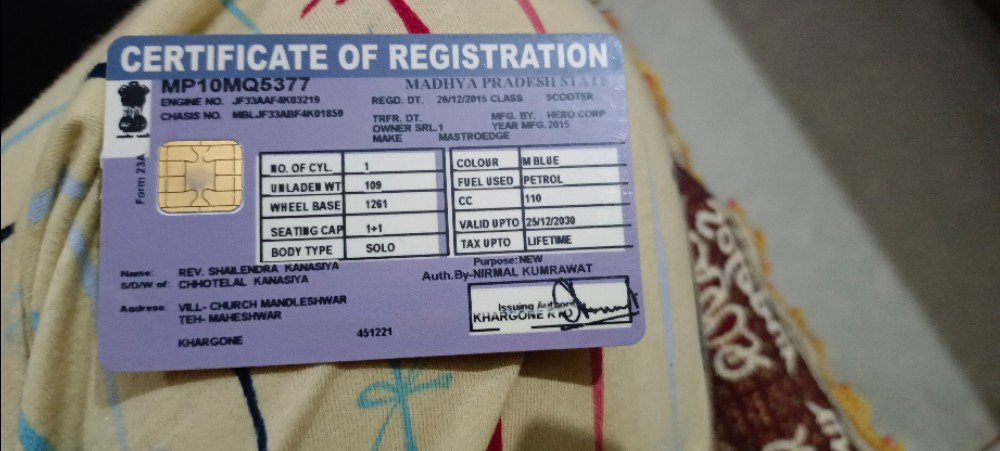 CERTIFICATE OF REGISTRATION
MP10MQ5377 MADHYA PRADESH STATE
ENGINE NO. JF33AAF4K03219 REGD. DT. 26/12/2015 CLASS SCOOTER
CHASIS NO. MBLJF33ABF4K01859 TRFR. DT. MFG. BY. HERO CORP
OWNER SRL.1 YEAR MFG.2015
MAKE MASTROEDGE
Form 23A
NO. OF CYL. 1 COLOUR M BLUE
UNLADEN WT 109 FUEL USED PETROL
WHEEL BASE 1261 CC 110
SEATING CAP 1+1 VALID UPTO 25/12/2030
BODY TYPE SOLO TAX UPTO LIFETIME
Purpose:NEW
Name: REV. SHAILENDRA KANASIYA Auth.By-NIRMAL KUMRAWAT
S/D/W of: CHHOTELAL KANASIYA
Address: VILL- CHURCH MANDLESHWAR Issuing Authority
TEH- MAHESHWAR KHARGONE RTO
KHARGONE 451221